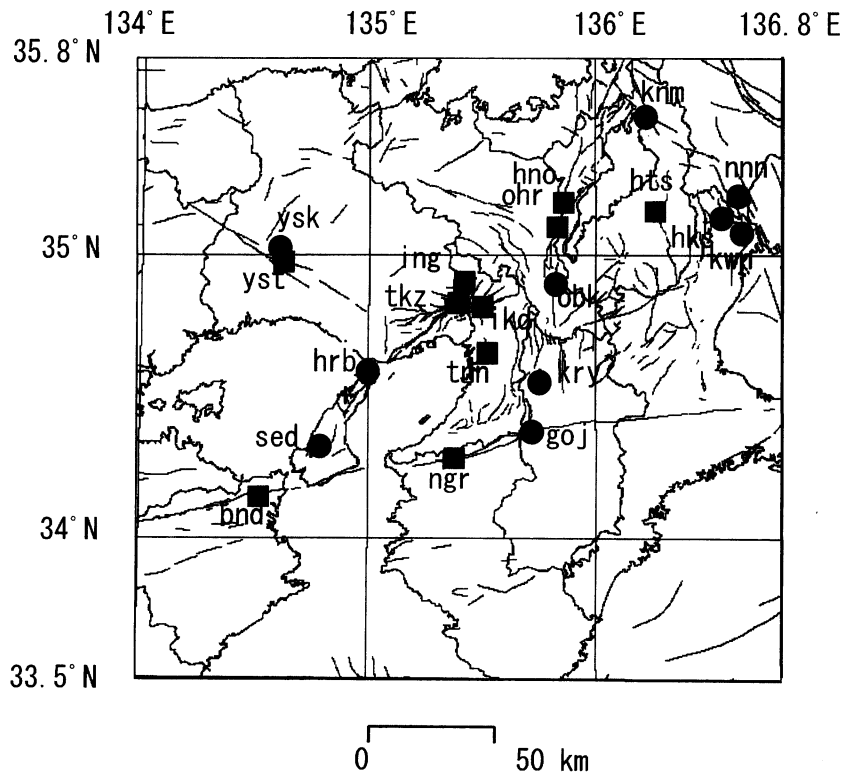 134°E 135°E 136°E 136.8°E
35.8°N
krm
hno nnn
ohr hts
ysk
35°N hks
ing kwn
yst
tkz obk
ikd
hrb tnn kry
sed goj
ngr
bnd
34°N
33.5°N
0 50 km